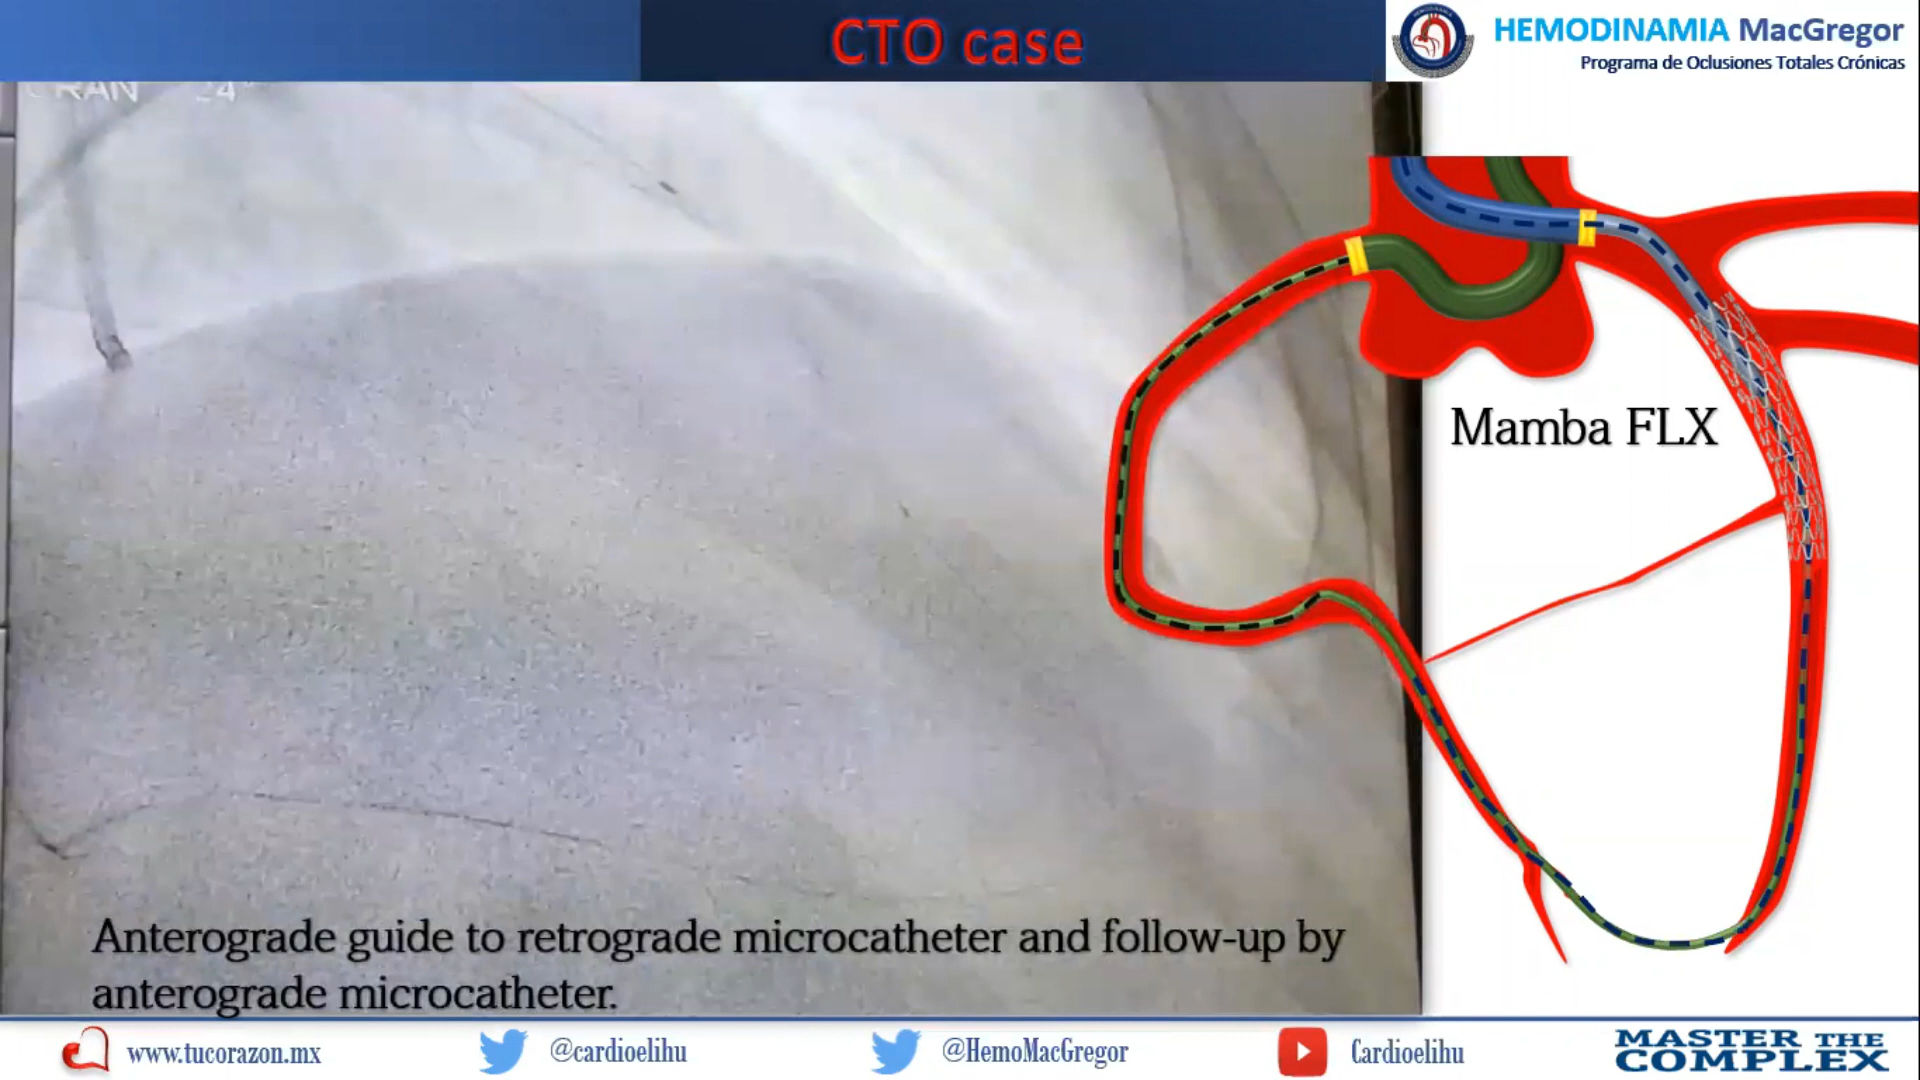 CTO case
HEMODINAMIA MacGregor
Programa de Oclusiones Totales Crónicas
Mamba FLX
Anterograde guide to retrograde microcatheter and follow-up by
anterograde microcatheter.
www.tucorazon.mx
@cardioelihu
@HemoMacGregor
Cardioelihu
MASTER THE
COMPLEX